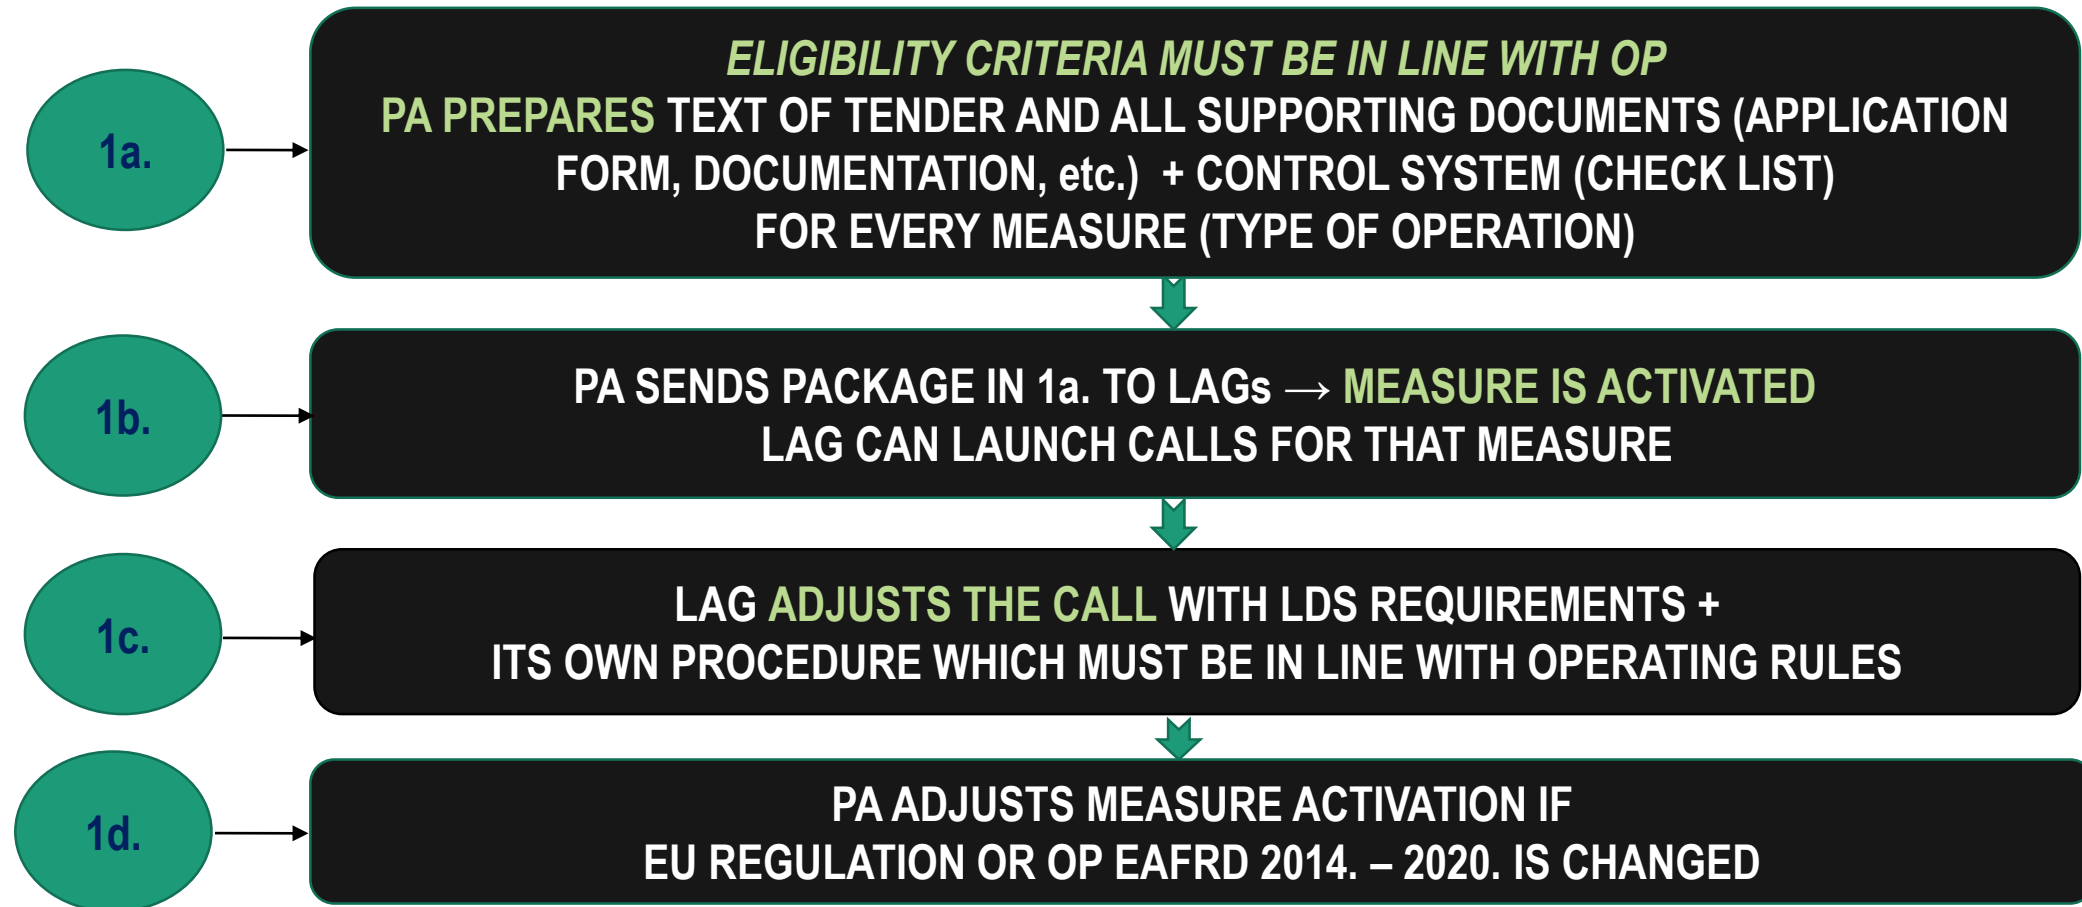 1a.
ELIGIBILITY CRITERIA MUST BE IN LINE WITH OP
PA PREPARES TEXT OF TENDER AND ALL SUPPORTING DOCUMENTS (APPLICATION
FORM, DOCUMENTATION, etc.) + CONTROL SYSTEM (CHECK LIST)
FOR EVERY MEASURE (TYPE OF OPERATION)
1b.
PA SENDS PACKAGE IN 1a. TO LAGs → MEASURE IS ACTIVATED
LAG CAN LAUNCH CALLS FOR THAT MEASURE
1c.
LAG ADJUSTS THE CALL WITH LDS REQUIREMENTS +
ITS OWN PROCEDURE WHICH MUST BE IN LINE WITH OPERATING RULES
1d.
PA ADJUSTS MEASURE ACTIVATION IF
EU REGULATION OR OP EAFRD 2014. – 2020. IS CHANGED